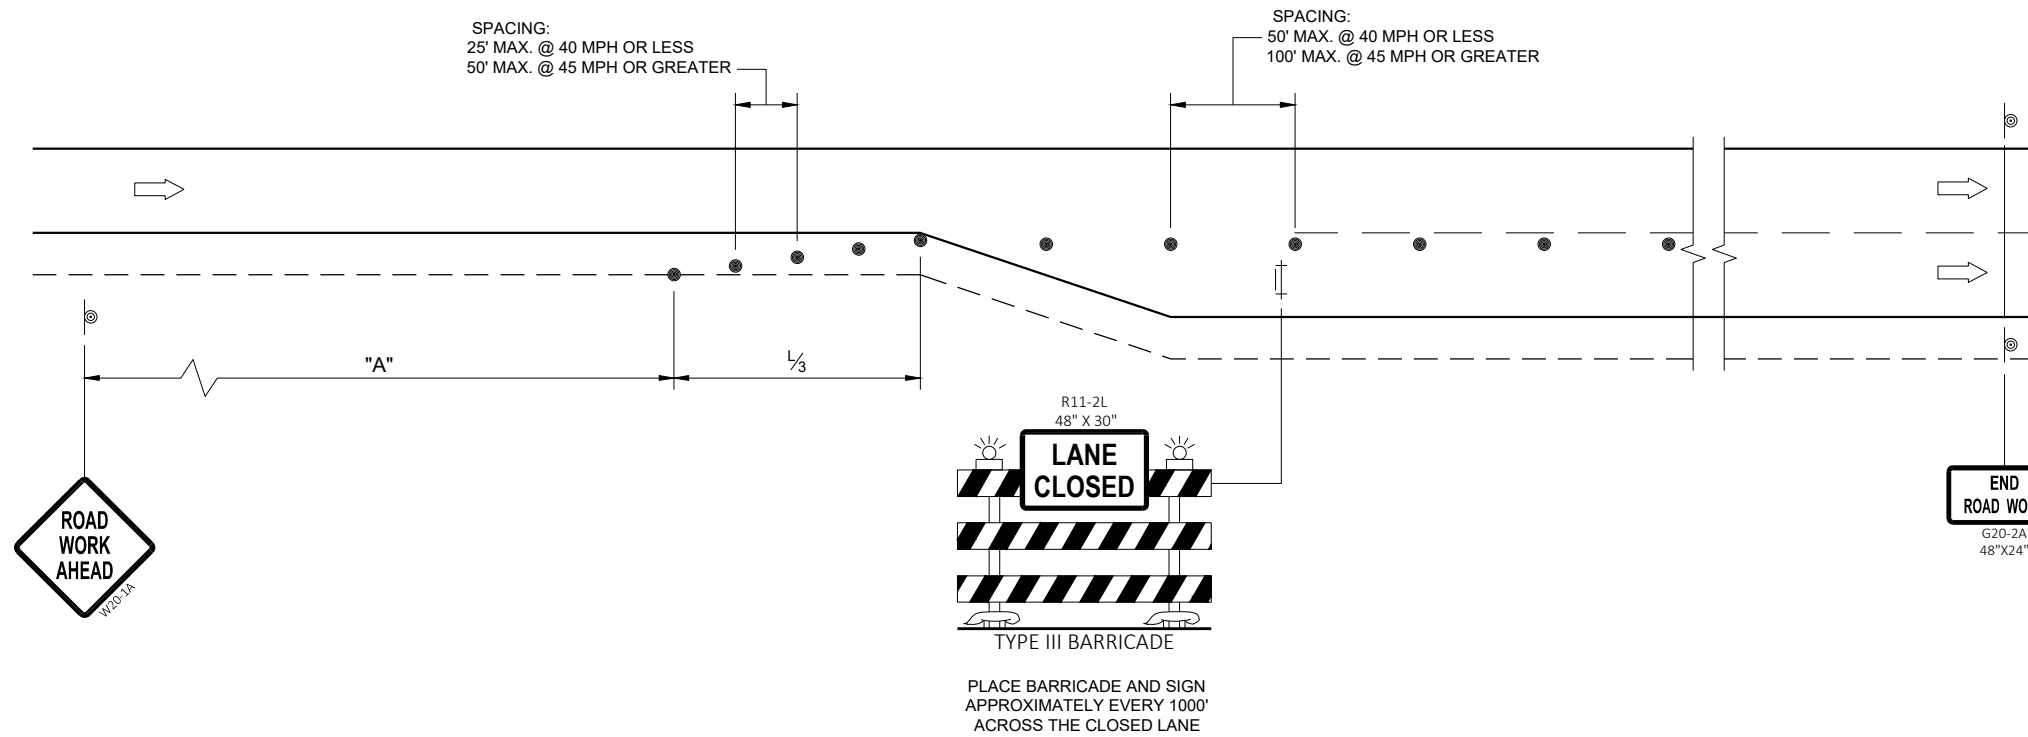 SPACING:
25' MAX. @ 40 MPH OR LESS
50' MAX. @ 45 MPH OR GREATER
SPACING:
50' MAX. @ 40 MPH OR LESS
100' MAX. @ 45 MPH OR GREATER
"A"
L/3
R11-2L
48" X 30"
LANE
CLOSED
TYPE III BARRICADE
PLACE BARRICADE AND SIGN
APPROXIMATELY EVERY 1000'
ACROSS THE CLOSED LANE
ROAD
WORK
AHEAD
W20-1A
END
ROAD WO
G20-2A
48"X24"